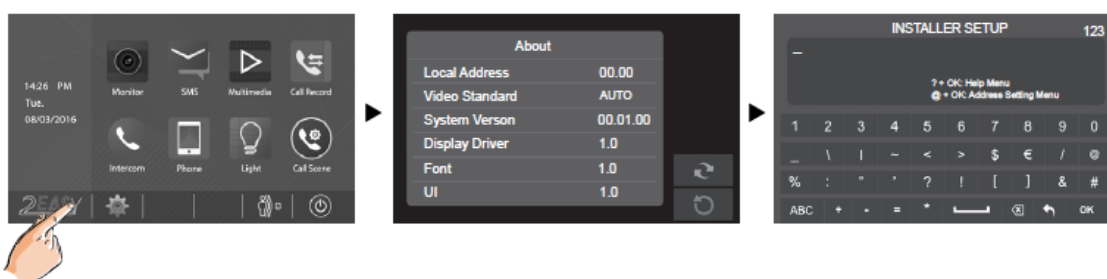 14:26 PM
Tue.
08/03/2016
Monitor
SMS
Multimedia
Call Record
Intercom
Phone
Light
Call Scene
2EASY
About
Local Address 00.00
Video Standard AUTO
System Verson 00.01.00
Display Driver 1.0
Font 1.0
UI 1.0
INSTALLER SETUP 123
_
? + OK: Help Menu
@ + OK: Address Setting Menu
1 2 3 4 5 6 7 8 9 0
_ \ | ~ < > $ € / @
% : " ' ? ! [ ] & #
ABC + - = * OK